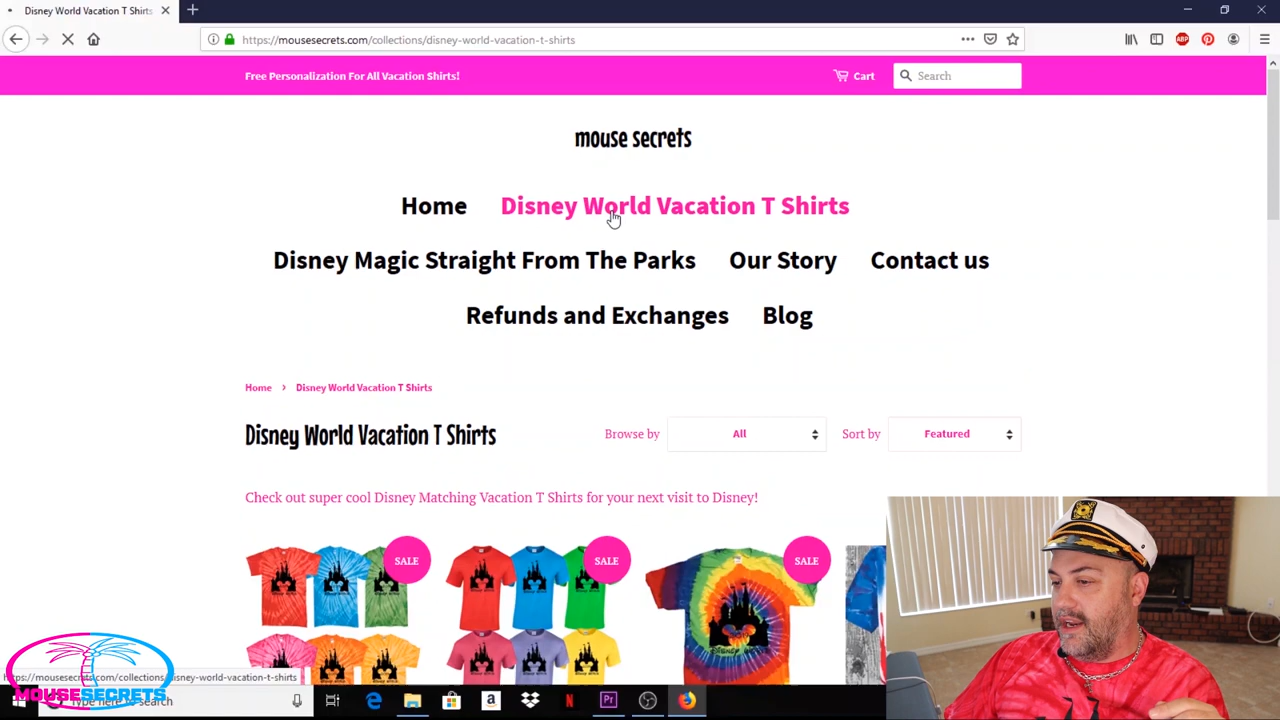 Disney World Vacation T Shirts
https://mousesecrets.com/collections/disney-world-vacation-t-shirts
ABP
Free Personalization For All Vacation Shirts!
Cart
Search
mouse secrets
Home
Disney World Vacation T Shirts
Disney Magic Straight From The Parks
Our Story
Contact us
Refunds and Exchanges
Blog
Home › Disney World Vacation T Shirts
Disney World Vacation T Shirts
Browse by
All
Sort by
Featured
Check out super cool Disney Matching Vacation T Shirts for your next visit to Disney!
SALE
SALE
SALE
https://mousesecrets.com/collections/disney-world-vacation-t-shirts
MOUSESECRETS
Type here to search
Pr